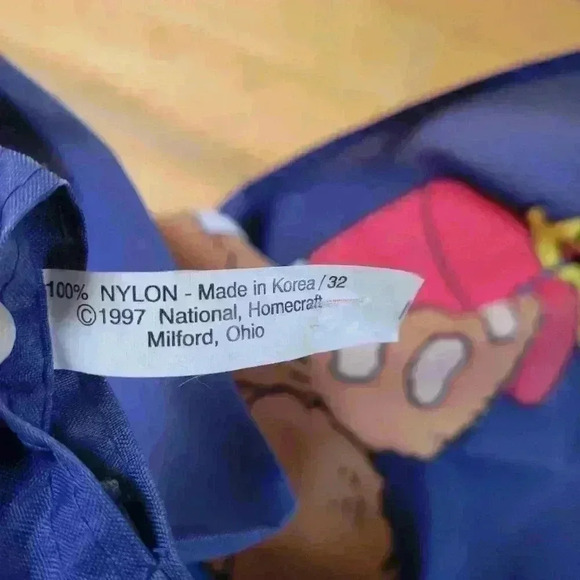 100% NYLON - Made in Korea / 32
©1997 National, Homecraft
Milford, Ohio